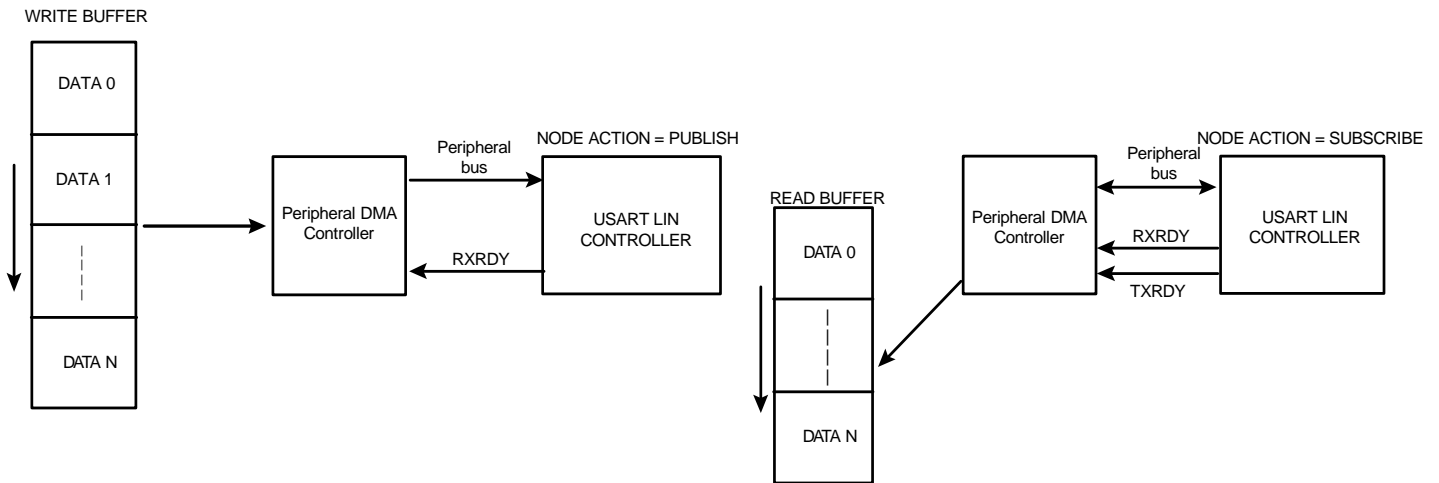 WRITE BUFFER
DATA 0
DATA 1
DATA N
Peripheral DMA
Controller
Peripheral
bus
RXRDY
NODE ACTION = PUBLISH
USART LIN
CONTROLLER
READ BUFFER
DATA 0
DATA N
Peripheral DMA
Controller
Peripheral
bus
RXRDY
TXRDY
NODE ACTION = SUBSCRIBE
USART LIN
CONTROLLER